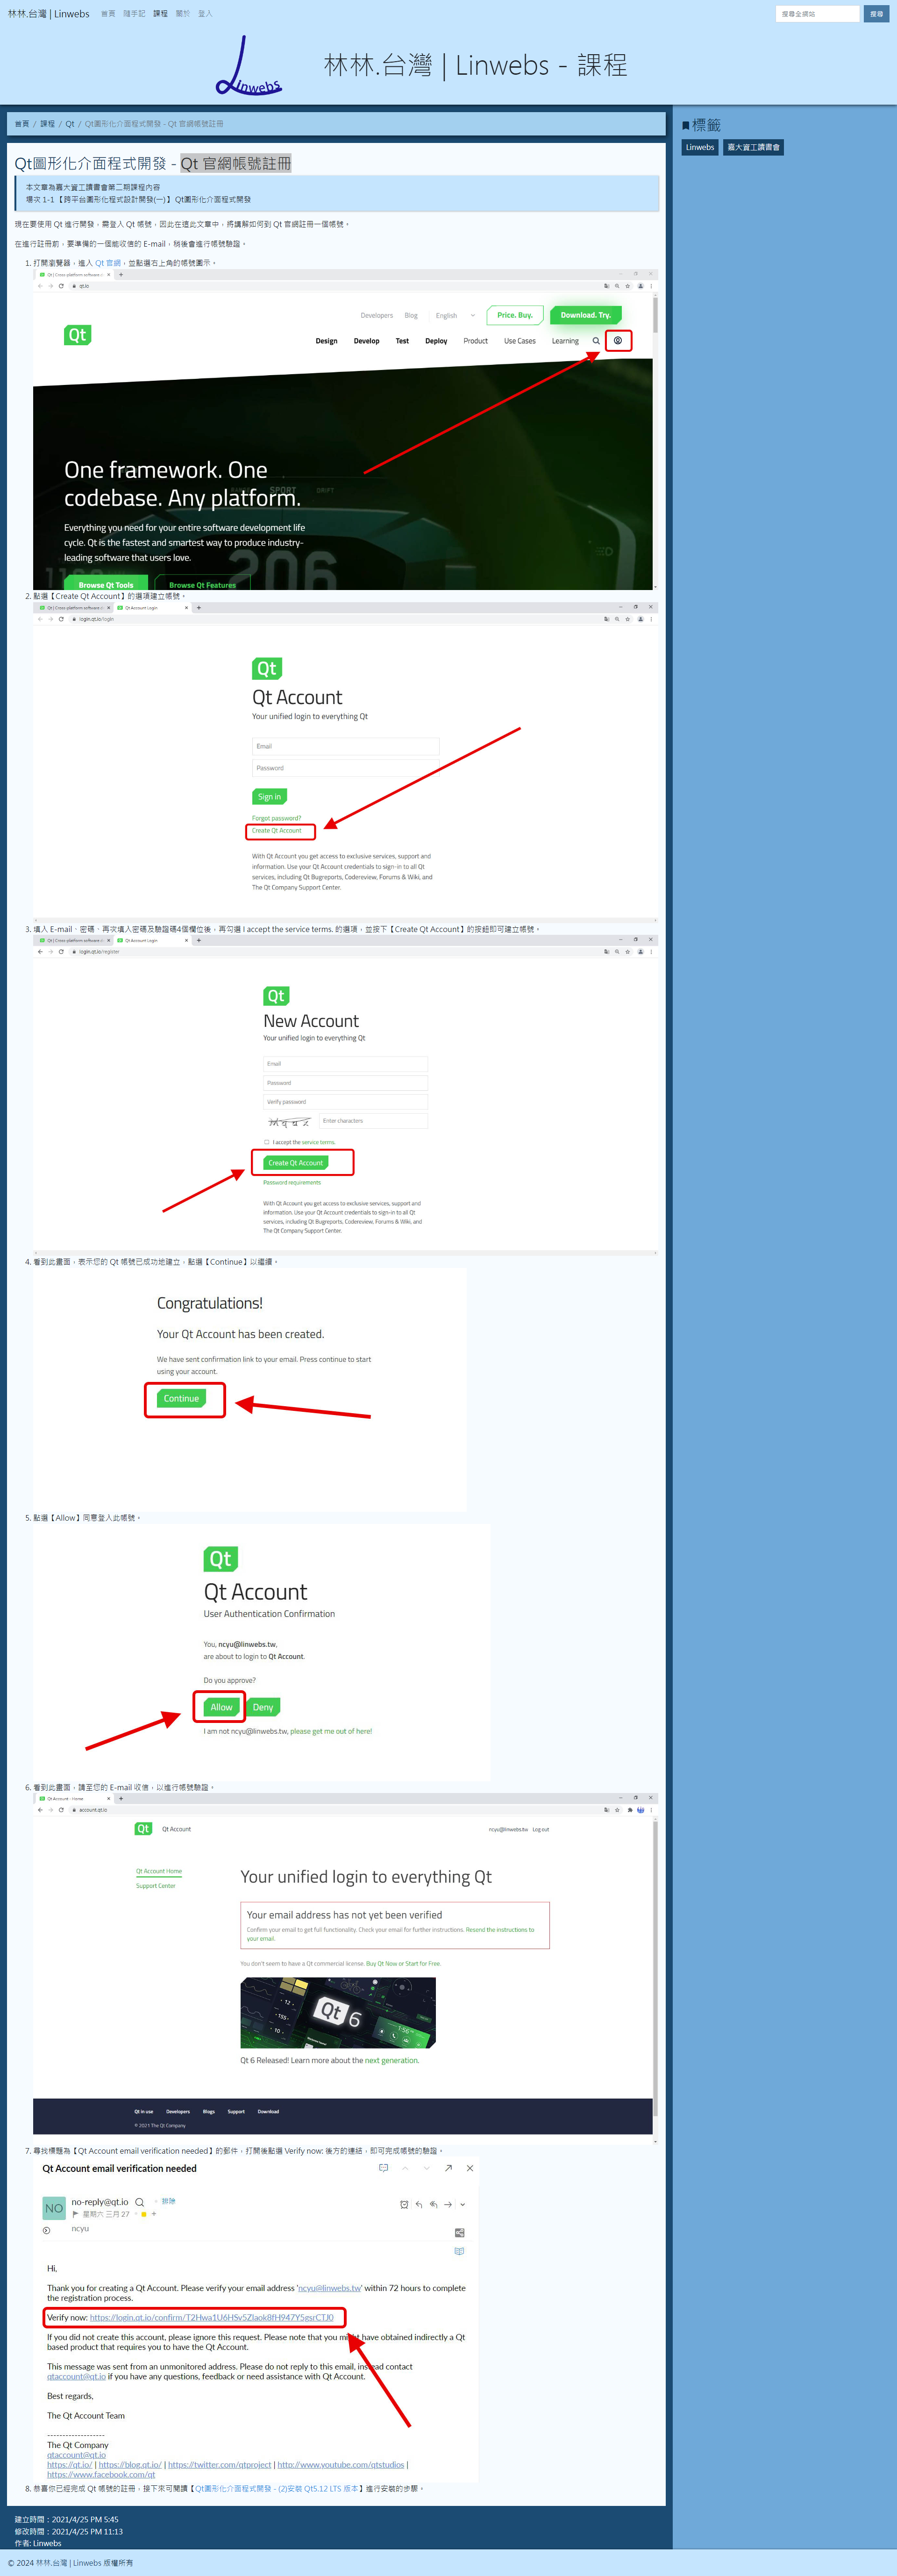 林林.台灣 | Linwebs 首頁 隨手記 課程 關於 登入 搜尋全網站 搜尋
Linwebs
林林.台灣 | Linwebs - 課程
首頁 / 課程 / Qt / Qt圖形化介面程式開發 - Qt 官網帳號註冊
標籤
Linwebs 嘉大資工讀書會
Qt圖形化介面程式開發 - Qt 官網帳號註冊
本文章為嘉大資工讀書會第二期課程內容
場次 1-1 【跨平台圖形化程式設計開發(一)】 Qt圖形化介面程式開發
現在要使用 Qt 進行開發，需登入 Qt 帳號，因此在這此文章中，將講解如何到 Qt 官網註冊一個帳號。
在進行註冊前，要準備的一個能收信的 E-mail，稍後會進行帳號驗證。
1. 打開瀏覽器，進入 Qt 官網，並點選右上角的帳號圖示。
Qt | Cross-platform software d
qt.io
Developers Blog English Price. Buy. Download. Try.
Qt
Design Develop Test Deploy Product Use Cases Learning
One framework. One
codebase. Any platform.
SPORT DRIFT
Everything you need for your entire software development life
cycle. Qt is the fastest and smartest way to produce industry-
leading software that users love.
206
Browse Qt Tools Browse Qt Features
2. 點選【Create Qt Account】的選項建立帳號。
Qt | Cross-platform software d Qt Account Login
login.qt.io/login
Qt
Qt Account
Your unified login to everything Qt
Email
Password
Sign in
Forgot password?
Create Qt Account
With Qt Account you get access to exclusive services, support and
information. Use your Qt Account credentials to sign-in to all Qt
services, including Qt Bugreports, Codereview, Forums & Wiki, and
The Qt Company Support Center.
3. 填入 E-mail、密碼、再次填入密碼及驗證碼4個欄位後，再勾選 I accept the service terms. 的選項，並按下【Create Qt Account】的按鈕即可建立帳號。
Qt | Cross-platform software d Qt Account Login
login.qt.io/register
Qt
New Account
Your unified login to everything Qt
Email
Password
Verify password
Enter characters
I accept the service terms.
Create Qt Account
Password requirements
With Qt Account you get access to exclusive services, support and
information. Use your Qt Account credentials to sign-in to all Qt
services, including Qt Bugreports, Codereview, Forums & Wiki, and
The Qt Company Support Center.
4. 看到此畫面，表示您的 Qt 帳號已成功地建立，點選【Continue】以繼續。
Congratulations!
Your Qt Account has been created.
We have sent confirmation link to your email. Press continue to start
using your account.
Continue
5. 點選【Allow】同意登入此帳號。
Qt
Qt Account
User Authentication Confirmation
You, ncyu@linwebs.tw,
are about to login to Qt Account.
Do you approve?
Allow Deny
I am not ncyu@linwebs.tw, please get me out of here!
6. 看到此畫面，請至您的 E-mail 收信，以進行帳號驗證。
Qt Account - Home
account.qt.io
Qt Qt Account ncyu@linwebs.tw Log out
Qt Account Home
Support Center
Your unified login to everything Qt
Your email address has not yet been verified
Confirm your email to get full functionality. Check your email for further instructions. Resend the instructions to
your email.
You don't seem to have a Qt commercial license. Buy Qt Now or Start for Free.
Qt 6
Qt 6 Released! Learn more about the next generation.
Qt in use Developers Blogs Support Download
© 2021 The Qt Company
7. 尋找標題為【Qt Account email verification needed】的郵件，打開後點選 Verify now: 後方的連結，即可完成帳號的驗證。
Qt Account email verification needed
NO
no-reply@qt.io 排除
星期六 三月 27
ncyu
Hi,
Thank you for creating a Qt Account. Please verify your email address 'ncyu@linwebs.tw' within 72 hours to complete
the registration process.
Verify now: https://login.qt.io/confirm/T2Hwa1U6HSv5Zlaok8fH947Y5gsrCTJ0
If you did not create this account, please ignore this request. Please note that you might have obtained indirectly a Qt
based product that requires you to have the Qt Account.
This message was sent from an unmonitored address. Please do not reply to this email, instead contact
qtaccount@qt.io if you have any questions, feedback or need assistance with Qt Account.
Best regards,
The Qt Account Team
-------------------
The Qt Company
qtaccount@qt.io
https://qt.io/ | https://blog.qt.io/ | https://twitter.com/qtproject | http://www.youtube.com/qtstudios |
https://www.facebook.com/qt
8. 恭喜你已經完成 Qt 帳號的註冊，接下來可閱讀【Qt圖形化介面程式開發 - (2)安裝 Qt5.12 LTS 版本】進行安裝的步驟。
建立時間：2021/4/25 PM 5:45
修改時間：2021/4/25 PM 11:13
作者: Linwebs
© 2024 林林.台灣 | Linwebs 版權所有